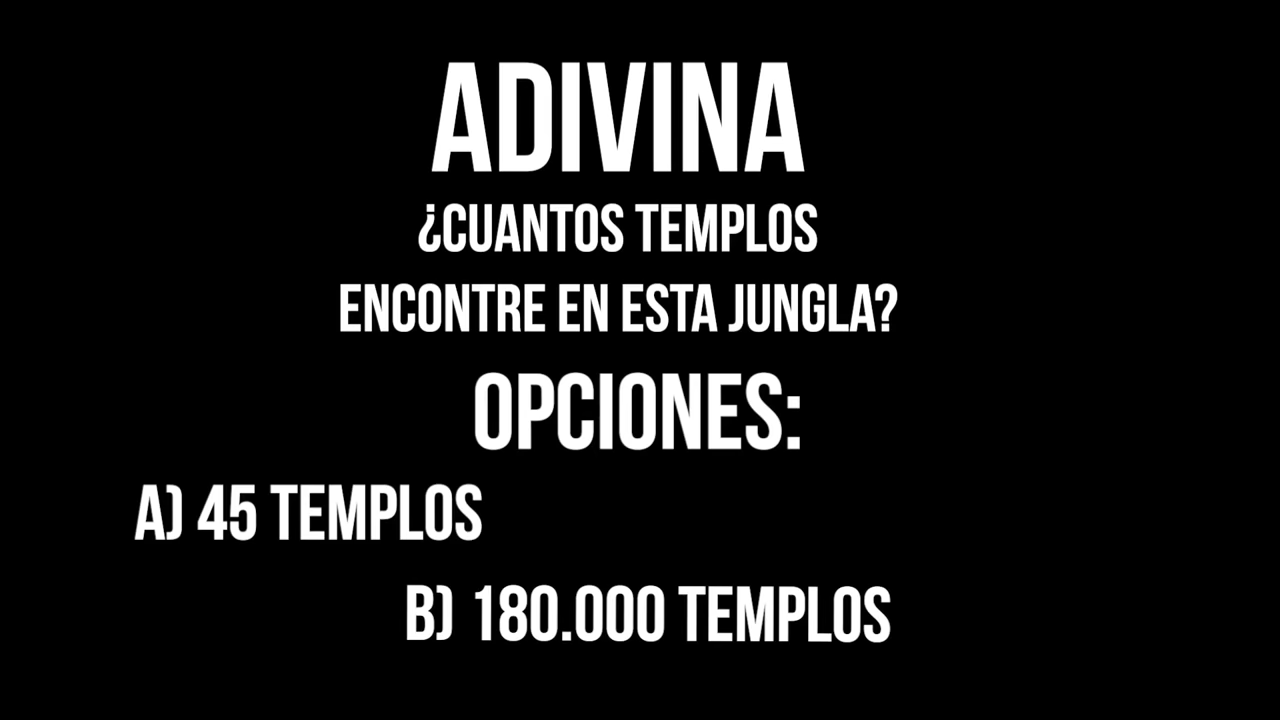 ADIVINA
¿CUANTOS TEMPLOS
ENCONTRE EN ESTA JUNGLA?
OPCIONES:
A) 45 TEMPLOS
B) 180.000 TEMPLOS